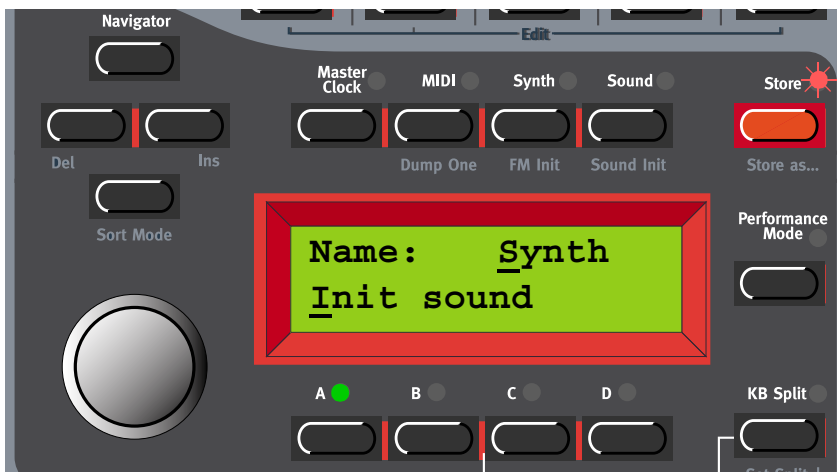 Edit
Navigator
Master
Clock
MIDI
Synth
Sound
Store
Del
Ins
Dump One
FM Init
Sound Init
Store as...
Sort Mode
Performance
Mode
Name: Synth
Init sound
A
B
C
D
KB Split